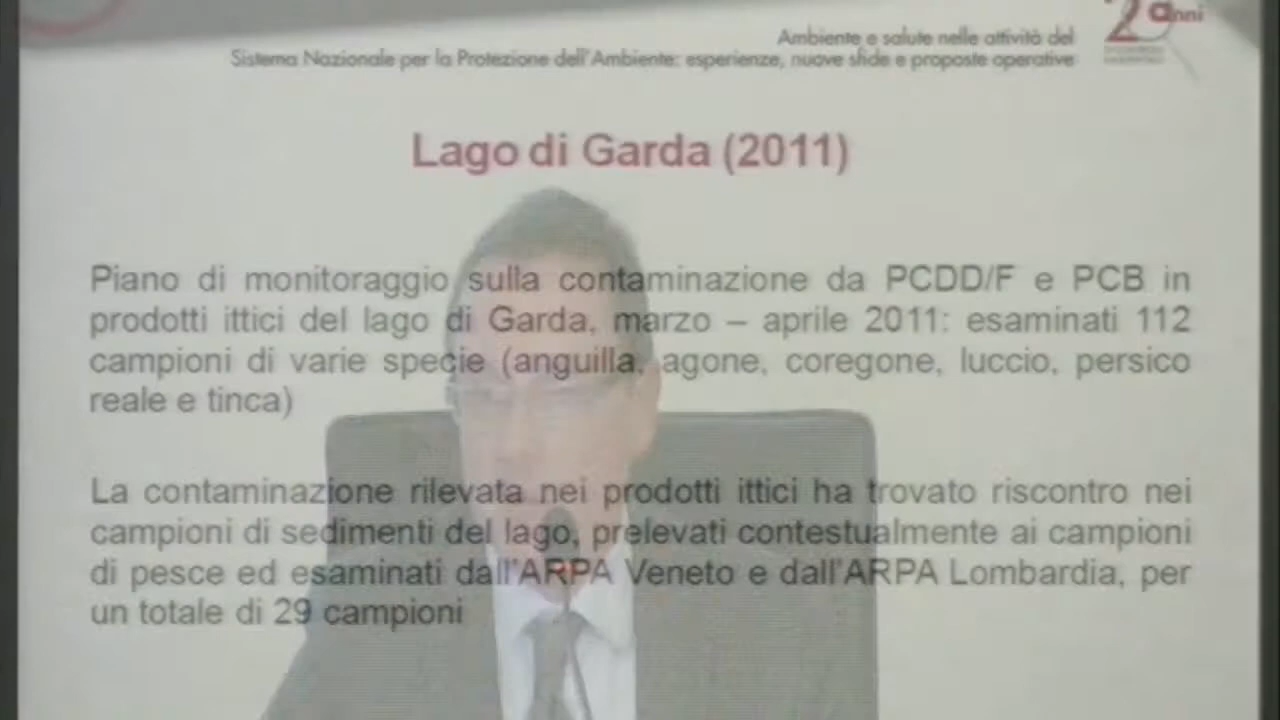 2 anni
Ambiente e salute nelle attività del
Sistema Nazionale per la Protezione dell'Ambiente: esperienze, nuove sfide e proposte operative
Lago di Garda (2011)
Piano di monitoraggio sulla contaminazione da PCDD/F e PCB in
prodotti ittici del lago di Garda, marzo – aprile 2011: esaminati 112
campioni di varie specie (anguilla, agone, coregone, luccio, persico
reale e tinca)
La contaminazione rilevata nei prodotti ittici ha trovato riscontro nei
campioni di sedimenti del lago, prelevati contestualmente ai campioni
di pesce ed esaminati dall'ARPA Veneto e dall'ARPA Lombardia, per
un totale di 29 campioni